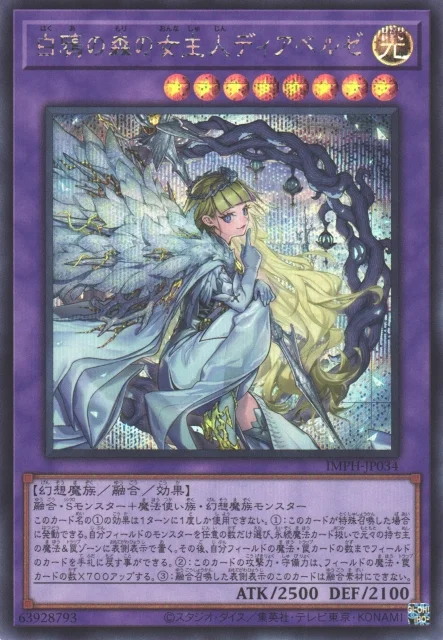 の森の女主人ディアベルゼ
光
IMPH-JP034
【幻想魔族／融合／効果】
融合・Sモンスター＋魔法使い族・幻想魔族モンスター
このカード名の①の効果は1ターンに1度しか使用できない。①：このカードが特殊召喚した場合
に発動できる。自分フィールドのモンスターを任意の数だけ選び、永続魔法カード扱いで元々の持ち主
の魔法＆罠ゾーンに表側表示で置く。その後、自分フィールドの魔法・罠カードの数までフィールドの
カードを手札に戻す事ができる。②：このカードの攻撃力・守備力は、フィールドの魔法・罠
カードの数×700アップする。③：融合召喚した表側表示のこのカードは融合素材にできない。
ATK/2500 DEF/2100
63928793
©スタジオ・ダイス／集英社・テレビ東京・KONAMI